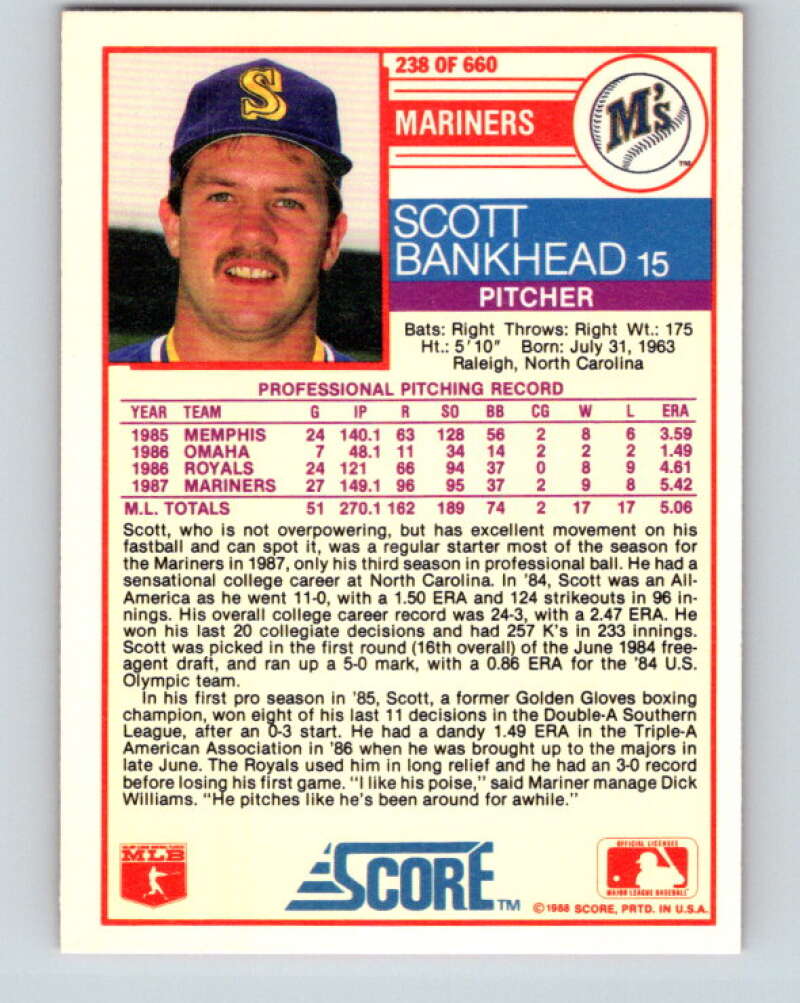 S
238 OF 660
MARINERS
M's
TM
SCOTT
BANKHEAD 15
PITCHER
Bats: Right Throws: Right Wt.: 175
Ht.: 5'10" Born: July 31, 1963
Raleigh, North Carolina
PROFESSIONAL PITCHING RECORD
YEAR TEAM G IP R SO BB CG W L ERA
1985 MEMPHIS 24 140.1 63 128 56 2 8 6 3.59
1986 OMAHA 7 48.1 11 34 14 2 2 2 1.49
1986 ROYALS 24 121 66 94 37 0 8 9 4.61
1987 MARINERS 27 149.1 96 95 37 2 9 8 5.42
M.L. TOTALS 51 270.1 162 189 74 2 17 17 5.06
Scott, who is not overpowering, but has excellent movement on his
fastball and can spot it, was a regular starter most of the season for
the Mariners in 1987, only his third season in professional ball. He had a
sensational college career at North Carolina. In '84, Scott was an All-
America as he went 11-0, with a 1.50 ERA and 124 strikeouts in 96 in-
nings. His overall college career record was 24-3, with a 2.47 ERA. He
won his last 20 collegiate decisions and had 257 K's in 233 innings.
Scott was picked in the first round (16th overall) of the June 1984 free-
agent draft, and ran up a 5-0 mark, with a 0.86 ERA for the '84 U.S.
Olympic team.
In his first pro season in '85, Scott, a former Golden Gloves boxing
champion, won eight of his last 11 decisions in the Double-A Southern
League, after an 0-3 start. He had a dandy 1.49 ERA in the Triple-A
American Association in '86 when he was brought up to the majors in
late June. The Royals used him in long relief and he had an 3-0 record
before losing his first game. "I like his poise," said Mariner manage Dick
Williams. "He pitches like he's been around for awhile."
MLB
SCORE TM
OFFICIAL LICENSEE
MAJOR LEAGUE BASEBALL
©1988 SCORE, PRTD. IN U.S.A.